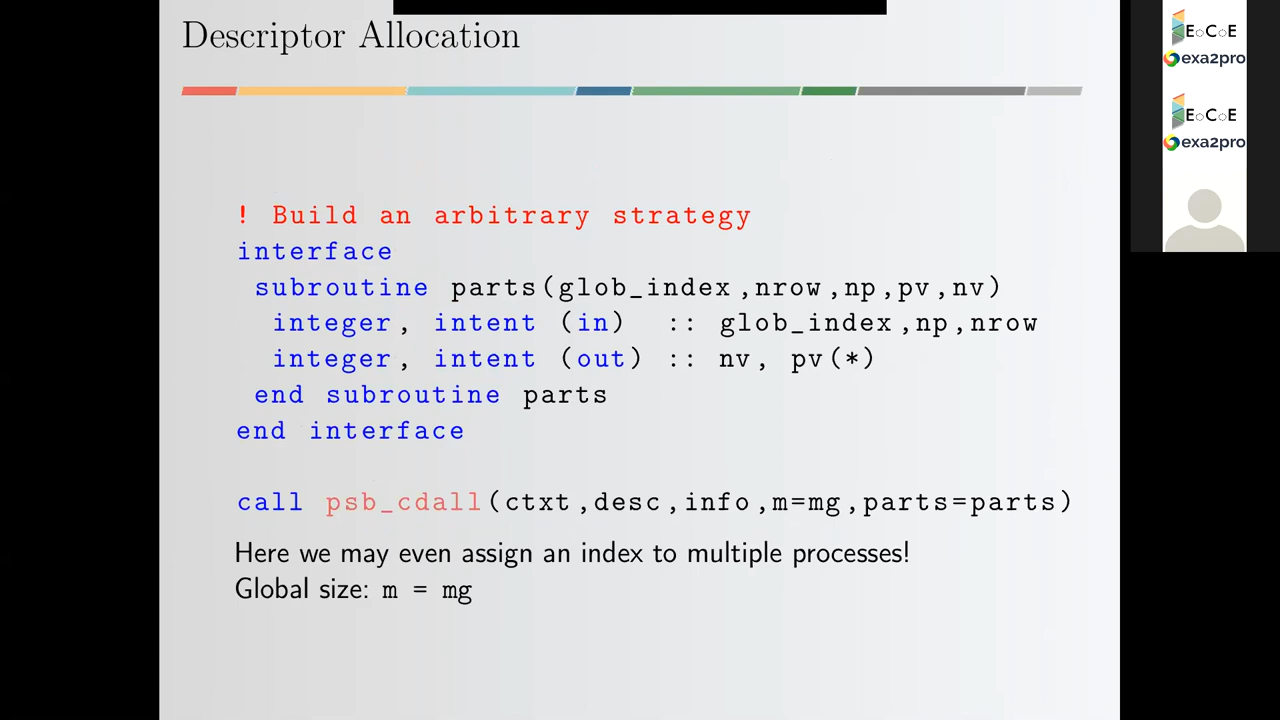 Descriptor Allocation
! Build an arbitrary strategy
interface
subroutine parts(glob_index,nrow,np,pv,nv)
integer, intent (in) :: glob_index,np,nrow
integer, intent (out) :: nv, pv(*)
end subroutine parts
end interface
call psb_cdall(ctxt,desc,info,m=mg,parts=parts)
Here we may even assign an index to multiple processes!
Global size: m = mg
EoCoE
exa2pro
EoCoE
exa2pro